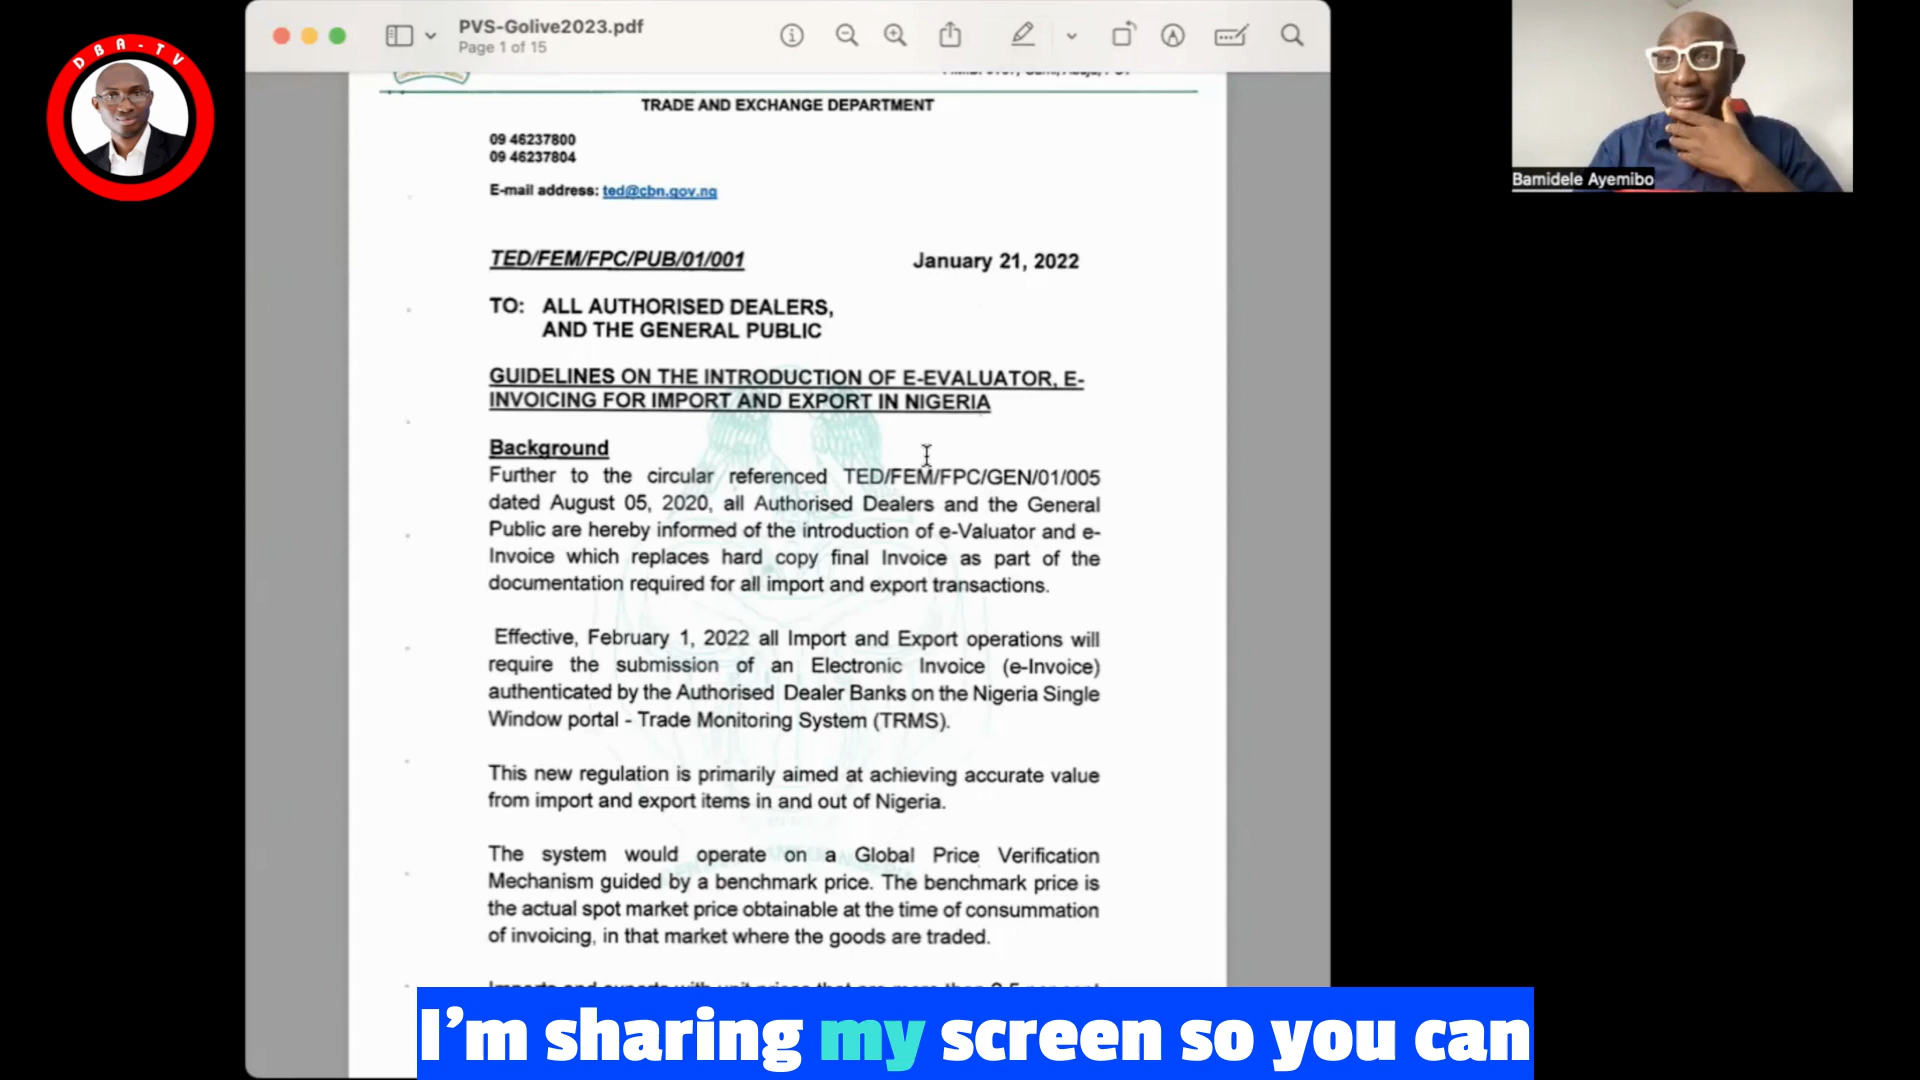 DBA-TV
PVS-Golive2023.pdf
Page 1 of 15
TRADE AND EXCHANGE DEPARTMENT
09 46237800
09 46237804
E-mail address: ted@cbn.gov.ng
TED/FEM/FPC/PUB/01/001 January 21, 2022
TO: ALL AUTHORISED DEALERS,
AND THE GENERAL PUBLIC
GUIDELINES ON THE INTRODUCTION OF E-EVALUATOR, E-
INVOICING FOR IMPORT AND EXPORT IN NIGERIA
Background
Further to the circular referenced TED/FEM/FPC/GEN/01/005
dated August 05, 2020, all Authorised Dealers and the General
Public are hereby informed of the introduction of e-Valuator and e-
Invoice which replaces hard copy final Invoice as part of the
documentation required for all import and export transactions.
Effective, February 1, 2022 all Import and Export operations will
require the submission of an Electronic Invoice (e-Invoice)
authenticated by the Authorised Dealer Banks on the Nigeria Single
Window portal - Trade Monitoring System (TRMS).
This new regulation is primarily aimed at achieving accurate value
from import and export items in and out of Nigeria.
The system would operate on a Global Price Verification
Mechanism guided by a benchmark price. The benchmark price is
the actual spot market price obtainable at the time of consummation
of invoicing, in that market where the goods are traded.
Bamidele Ayemibo
I'm sharing my screen so you can